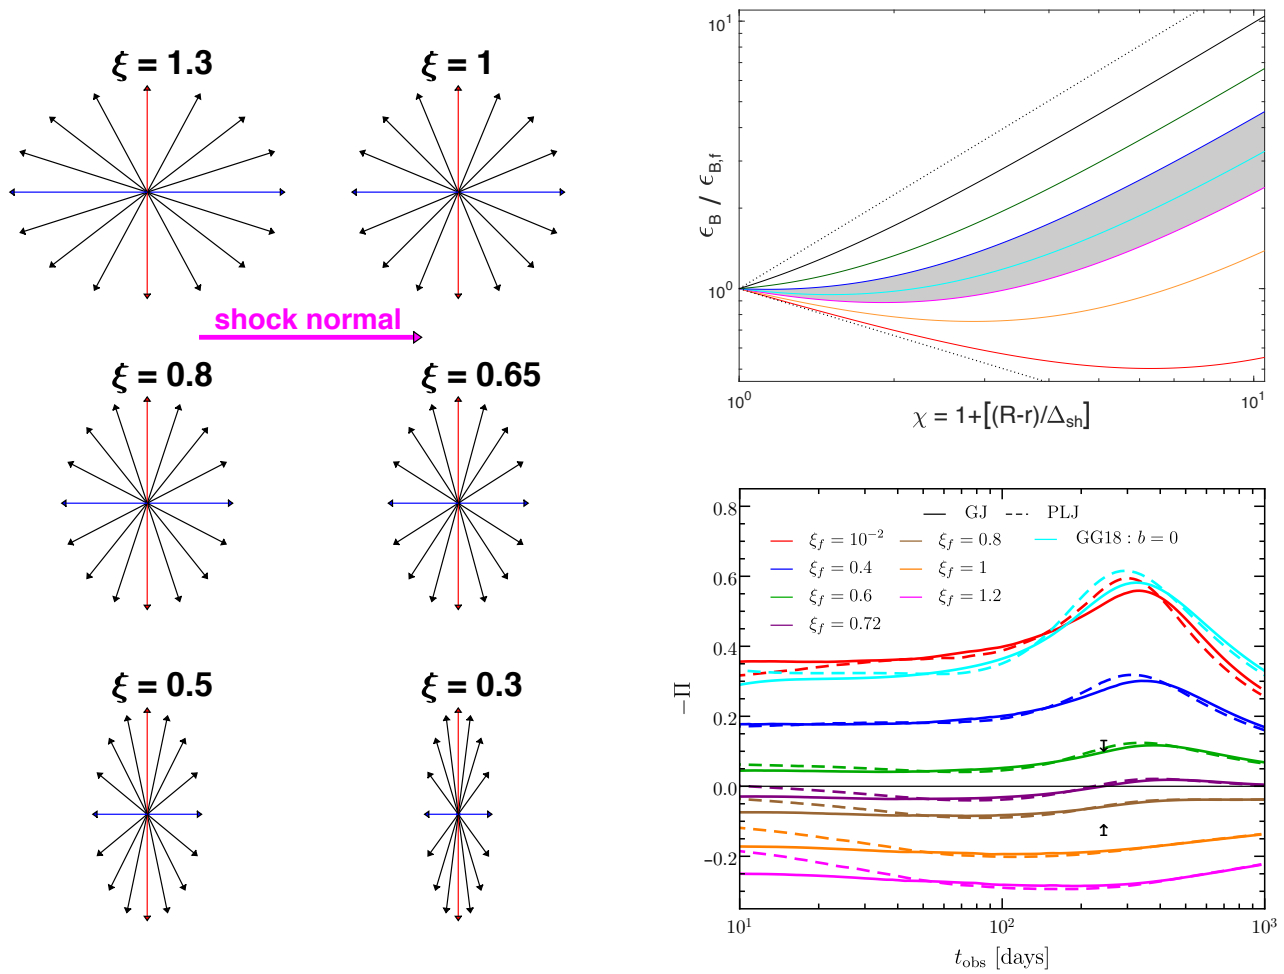 ξ = 1.3
ξ = 1
shock normal
ξ = 0.8
ξ = 0.65
ξ = 0.5
ξ = 0.3
10¹
10⁰
ϵ_B / ϵ_B,f
10⁰
10¹
χ = 1+[(R-r)/Δ_sh]
GJ
PLJ
ξ_f = 10⁻²
ξ_f = 0.8
GG18 : b = 0
ξ_f = 0.4
ξ_f = 1
ξ_f = 0.6
ξ_f = 1.2
ξ_f = 0.72
0.8
0.6
0.4
0.2
0.0
−0.2
−Π
10¹
10²
10³
t_obs [days]